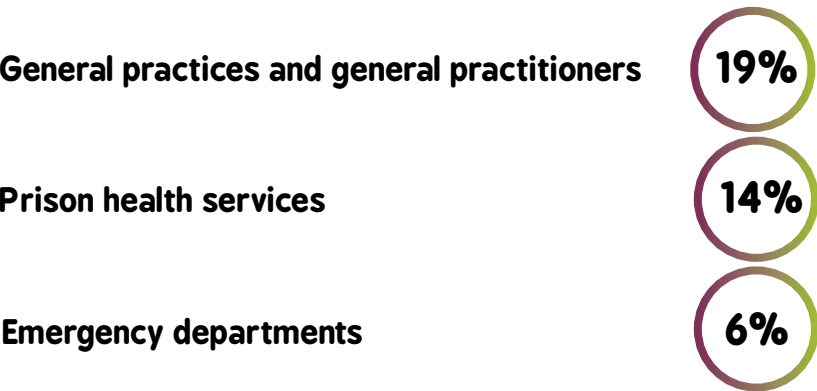 General practices and general practitioners 19%
Prison health services 14%
Emergency departments 6%